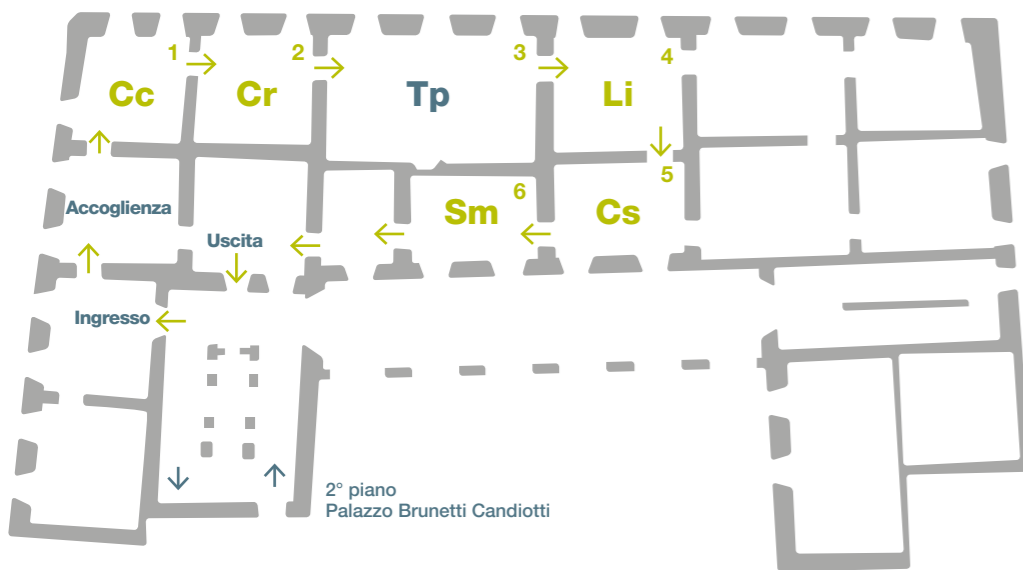 1
2
3
4
Cc
Cr
Tp
Li
5
6
Sm
Cs
Accoglienza
Uscita
Ingresso
2° piano
Palazzo Brunetti Candiotti